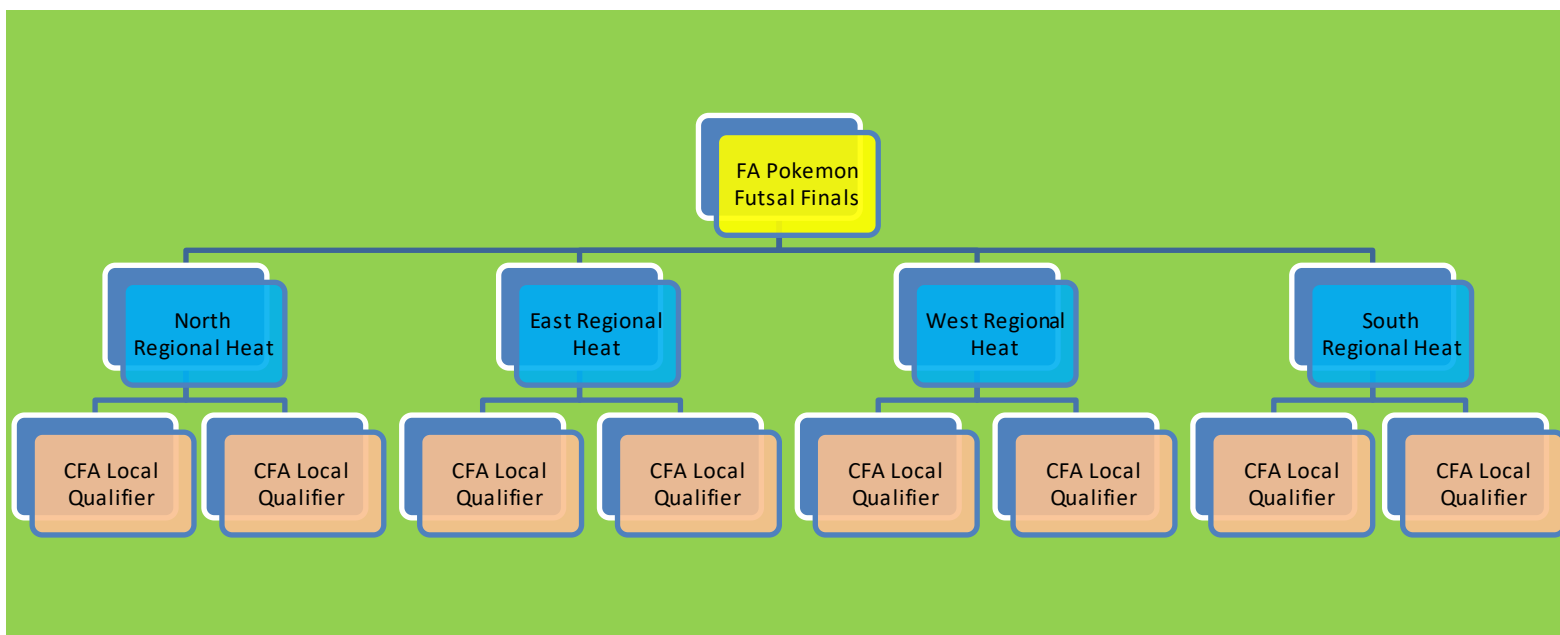 FA Pokemon
Futsal Finals
North
Regional Heat
East Regional
Heat
West Regional
Heat
South
Regional Heat
CFA Local
Qualifier
CFA Local
Qualifier
CFA Local
Qualifier
CFA Local
Qualifier
CFA Local
Qualifier
CFA Local
Qualifier
CFA Local
Qualifier
CFA Local
Qualifier